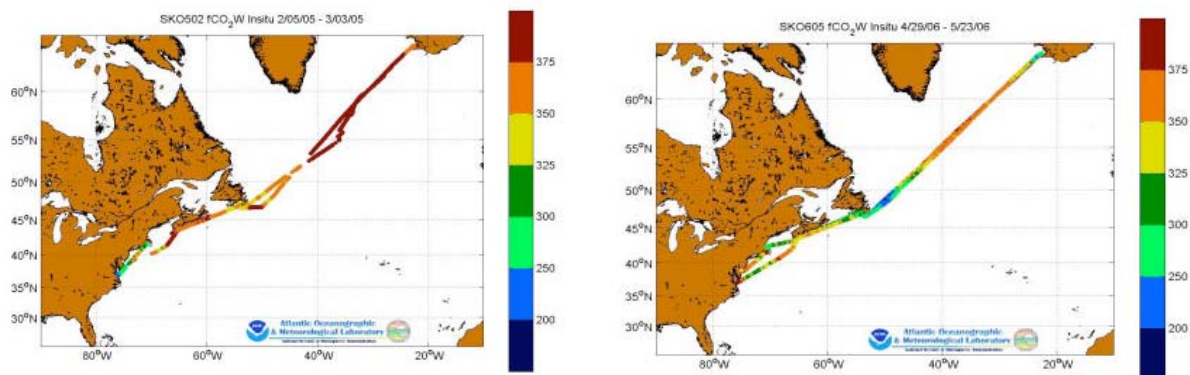 SKO502 fCO₂W Insitu 2/05/05 - 3/03/05
60°N
55°N
50°N
45°N
40°N
35°N
30°N
80°W
60°W
40°W
20°W
375
350
325
300
250
200
Atlantic Oceanographic
& Meteorological Laboratory
SKO605 fCO₂W Insitu 4/29/06 - 5/23/06
60°N
55°N
50°N
45°N
40°N
35°N
30°N
80°W
60°W
40°W
20°W
375
350
325
300
250
200
Atlantic Oceanographic
& Meteorological Laboratory